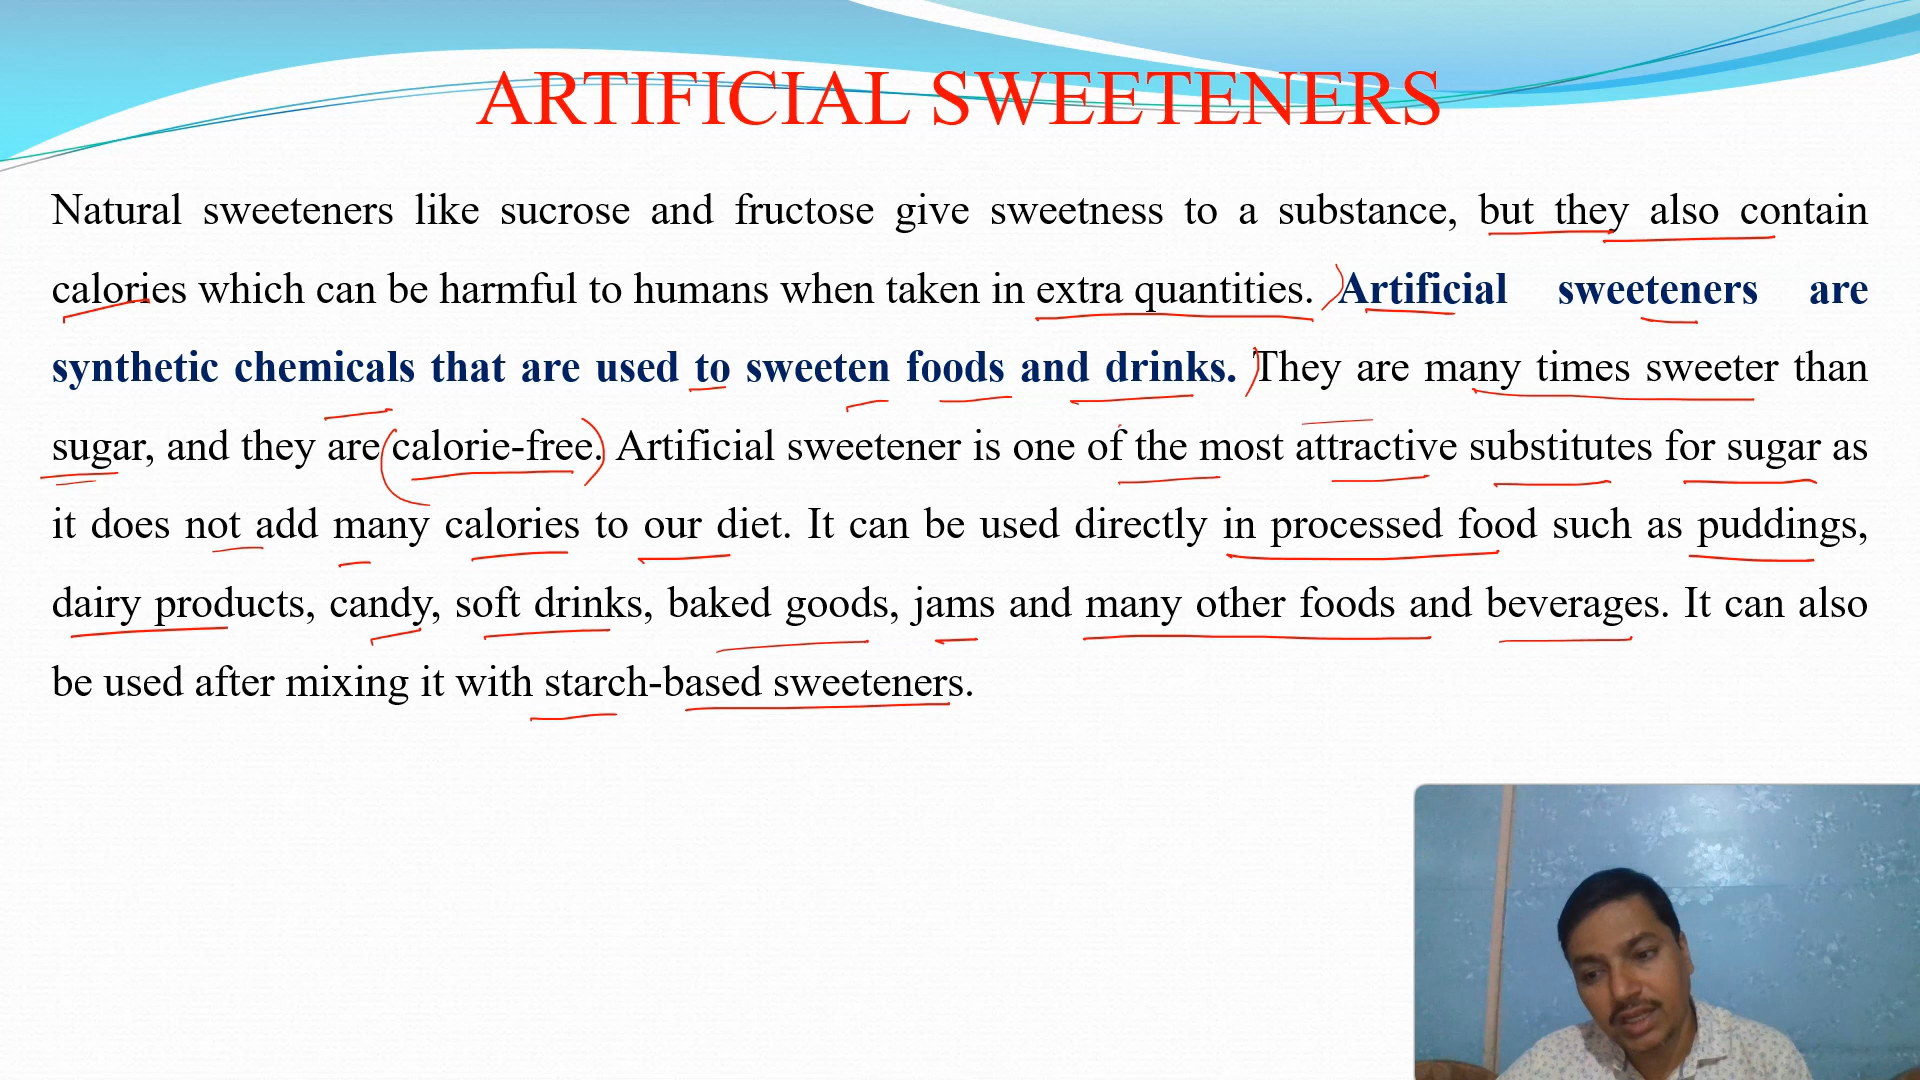 ARTIFICIAL SWEETENERS
Natural sweeteners like sucrose and fructose give sweetness to a substance, but they also contain
calories which can be harmful to humans when taken in extra quantities. Artificial sweeteners are
synthetic chemicals that are used to sweeten foods and drinks. They are many times sweeter than
sugar, and they are calorie-free. Artificial sweetener is one of the most attractive substitutes for sugar as
it does not add many calories to our diet. It can be used directly in processed food such as puddings,
dairy products, candy, soft drinks, baked goods, jams and many other foods and beverages. It can also
be used after mixing it with starch-based sweeteners.